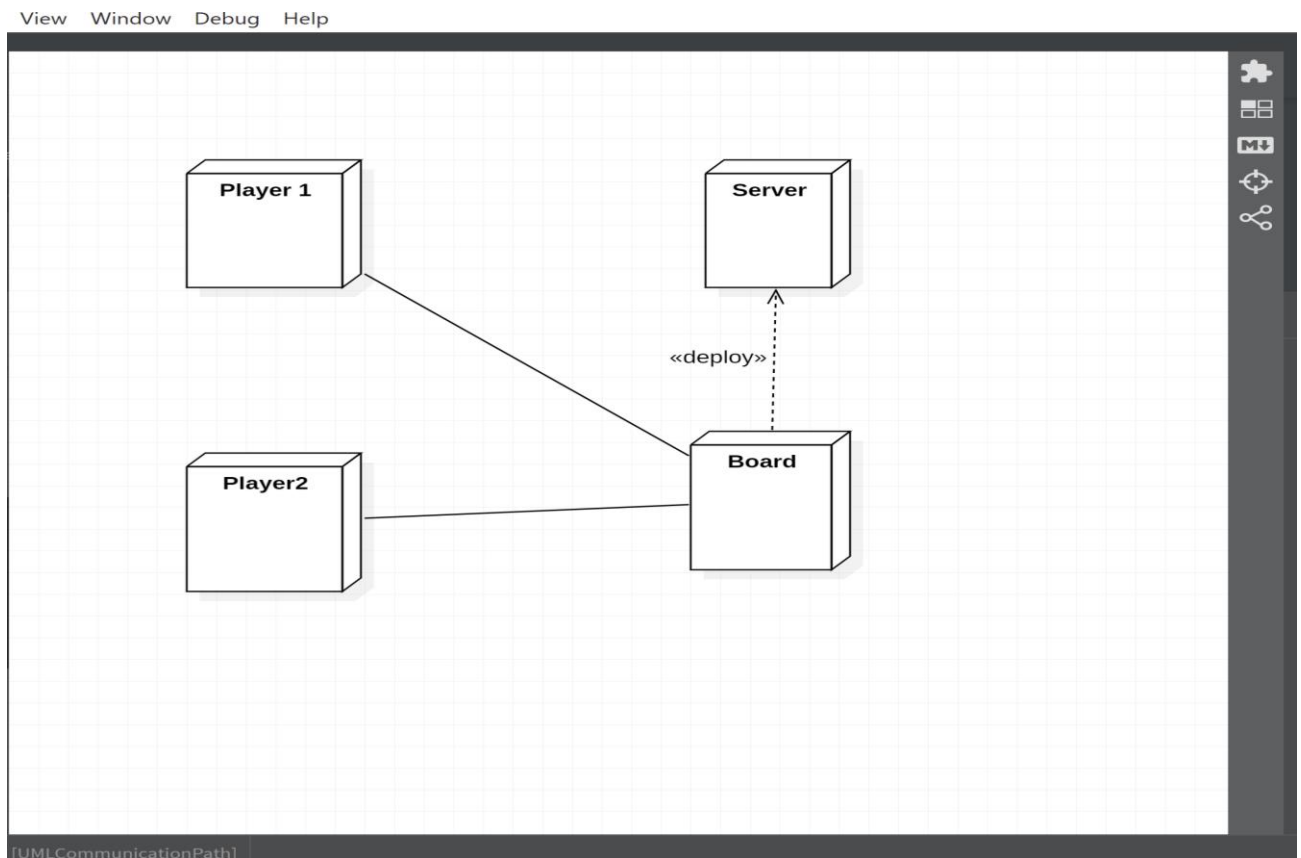 View Window Debug Help
M
Player 1
Server
«deploy»
Board
Player2
[UMLCommunicationPath]